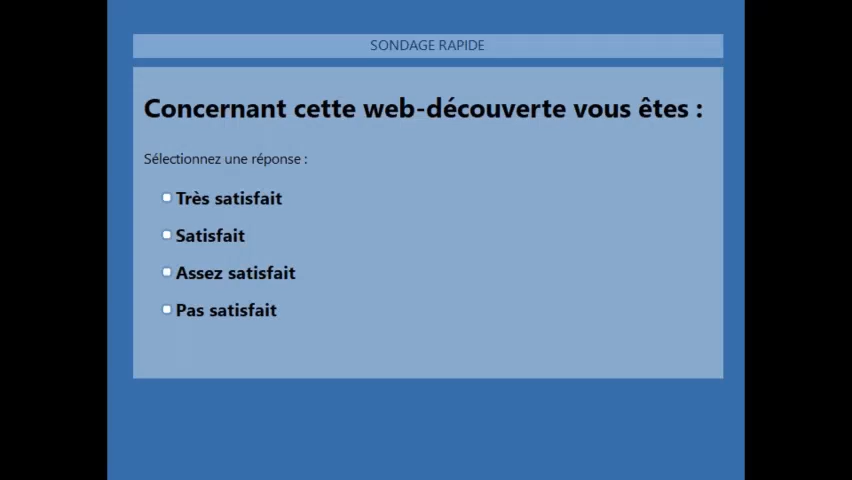 SONDAGE RAPIDE
Concernant cette web-découverte vous êtes :
Sélectionnez une réponse :
Très satisfait
Satisfait
Assez satisfait
Pas satisfait